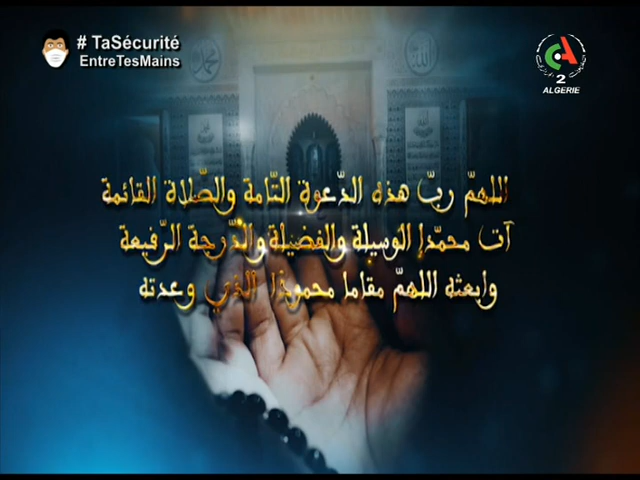 # TaSécurité
EntreTesMains
2
ALGERIE
اللهمّ ربّ هذه الدّعوة التّامة والصّلاة القائمة
آت محمّدا الوسيلة والفضيلة والدّرجة الرّفيعة
وابعثه اللهمّ مقاما محمودا الذي وعدته